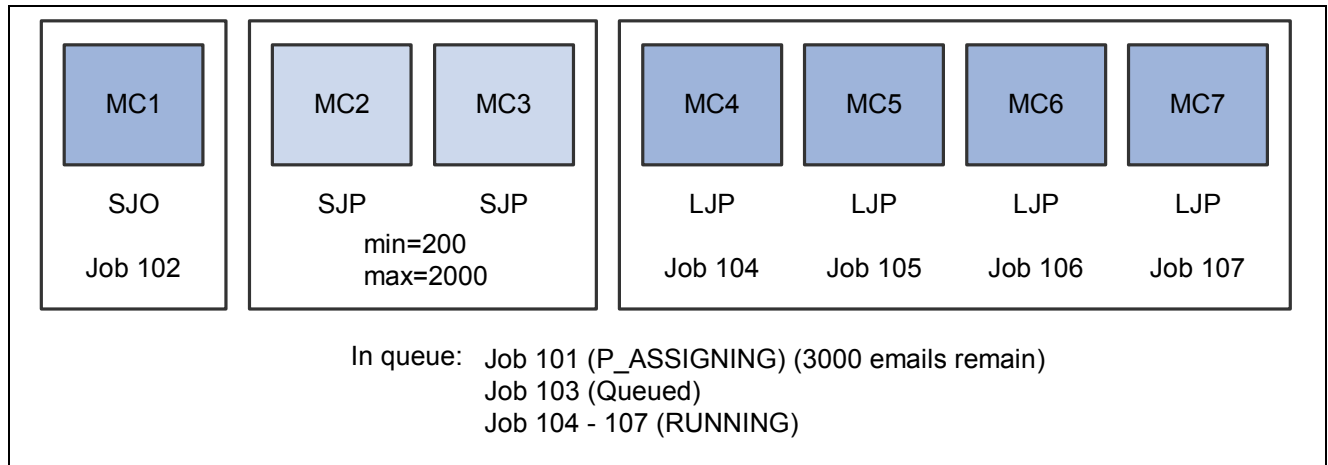 MC1
MC2
MC3
MC4
MC5
MC6
MC7
SJO
SJP
SJP
LJP
LJP
LJP
LJP
min=200
max=2000
Job 102
Job 104
Job 105
Job 106
Job 107
In queue: Job 101 (P_ASSIGNING) (3000 emails remain)
Job 103 (Queued)
Job 104 - 107 (RUNNING)